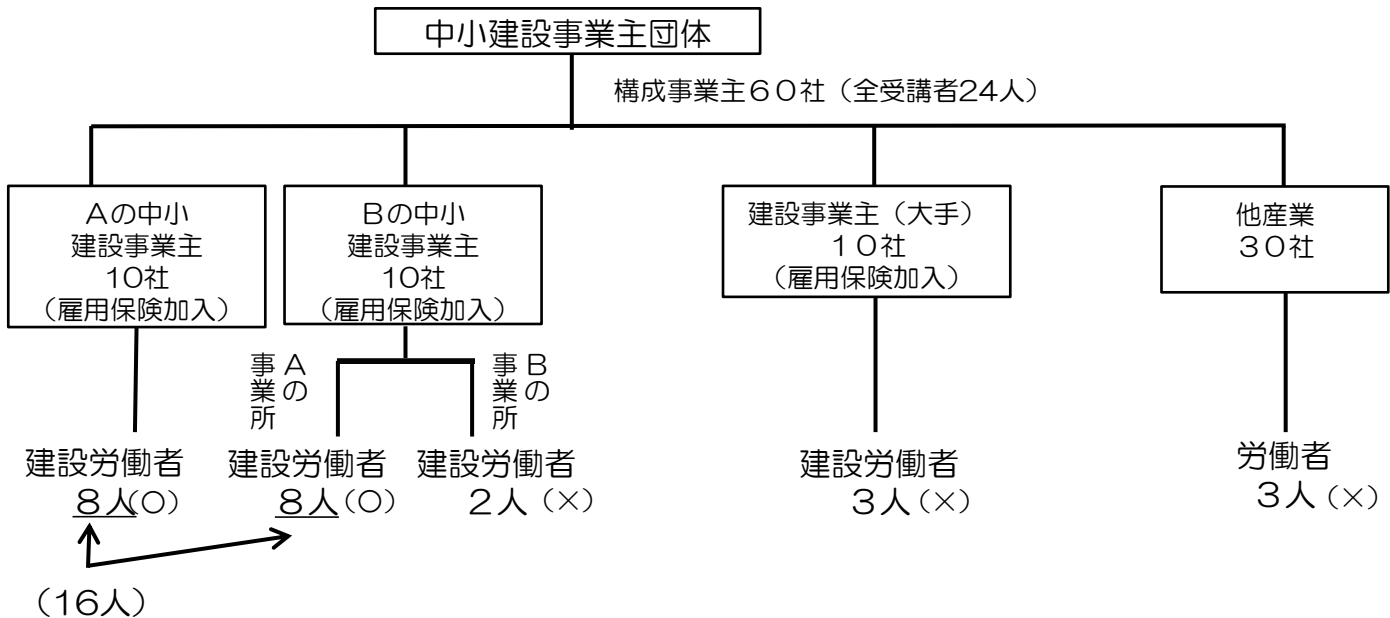 中小建設事業主団体
構成事業主６０社（全受講者24人）
Ａの中小
建設事業主
10社
（雇用保険加入）
Ｂの中小
建設事業主
10社
（雇用保険加入）
建設事業主（大手）
１０社
（雇用保険加入）
他産業
３０社
Ａの
事業所
Ｂの
事業所
建設労働者
８人(○)
建設労働者
８人(○)
建設労働者
２人（×）
建設労働者
３人（×）
労働者
３人（×）
（16人）